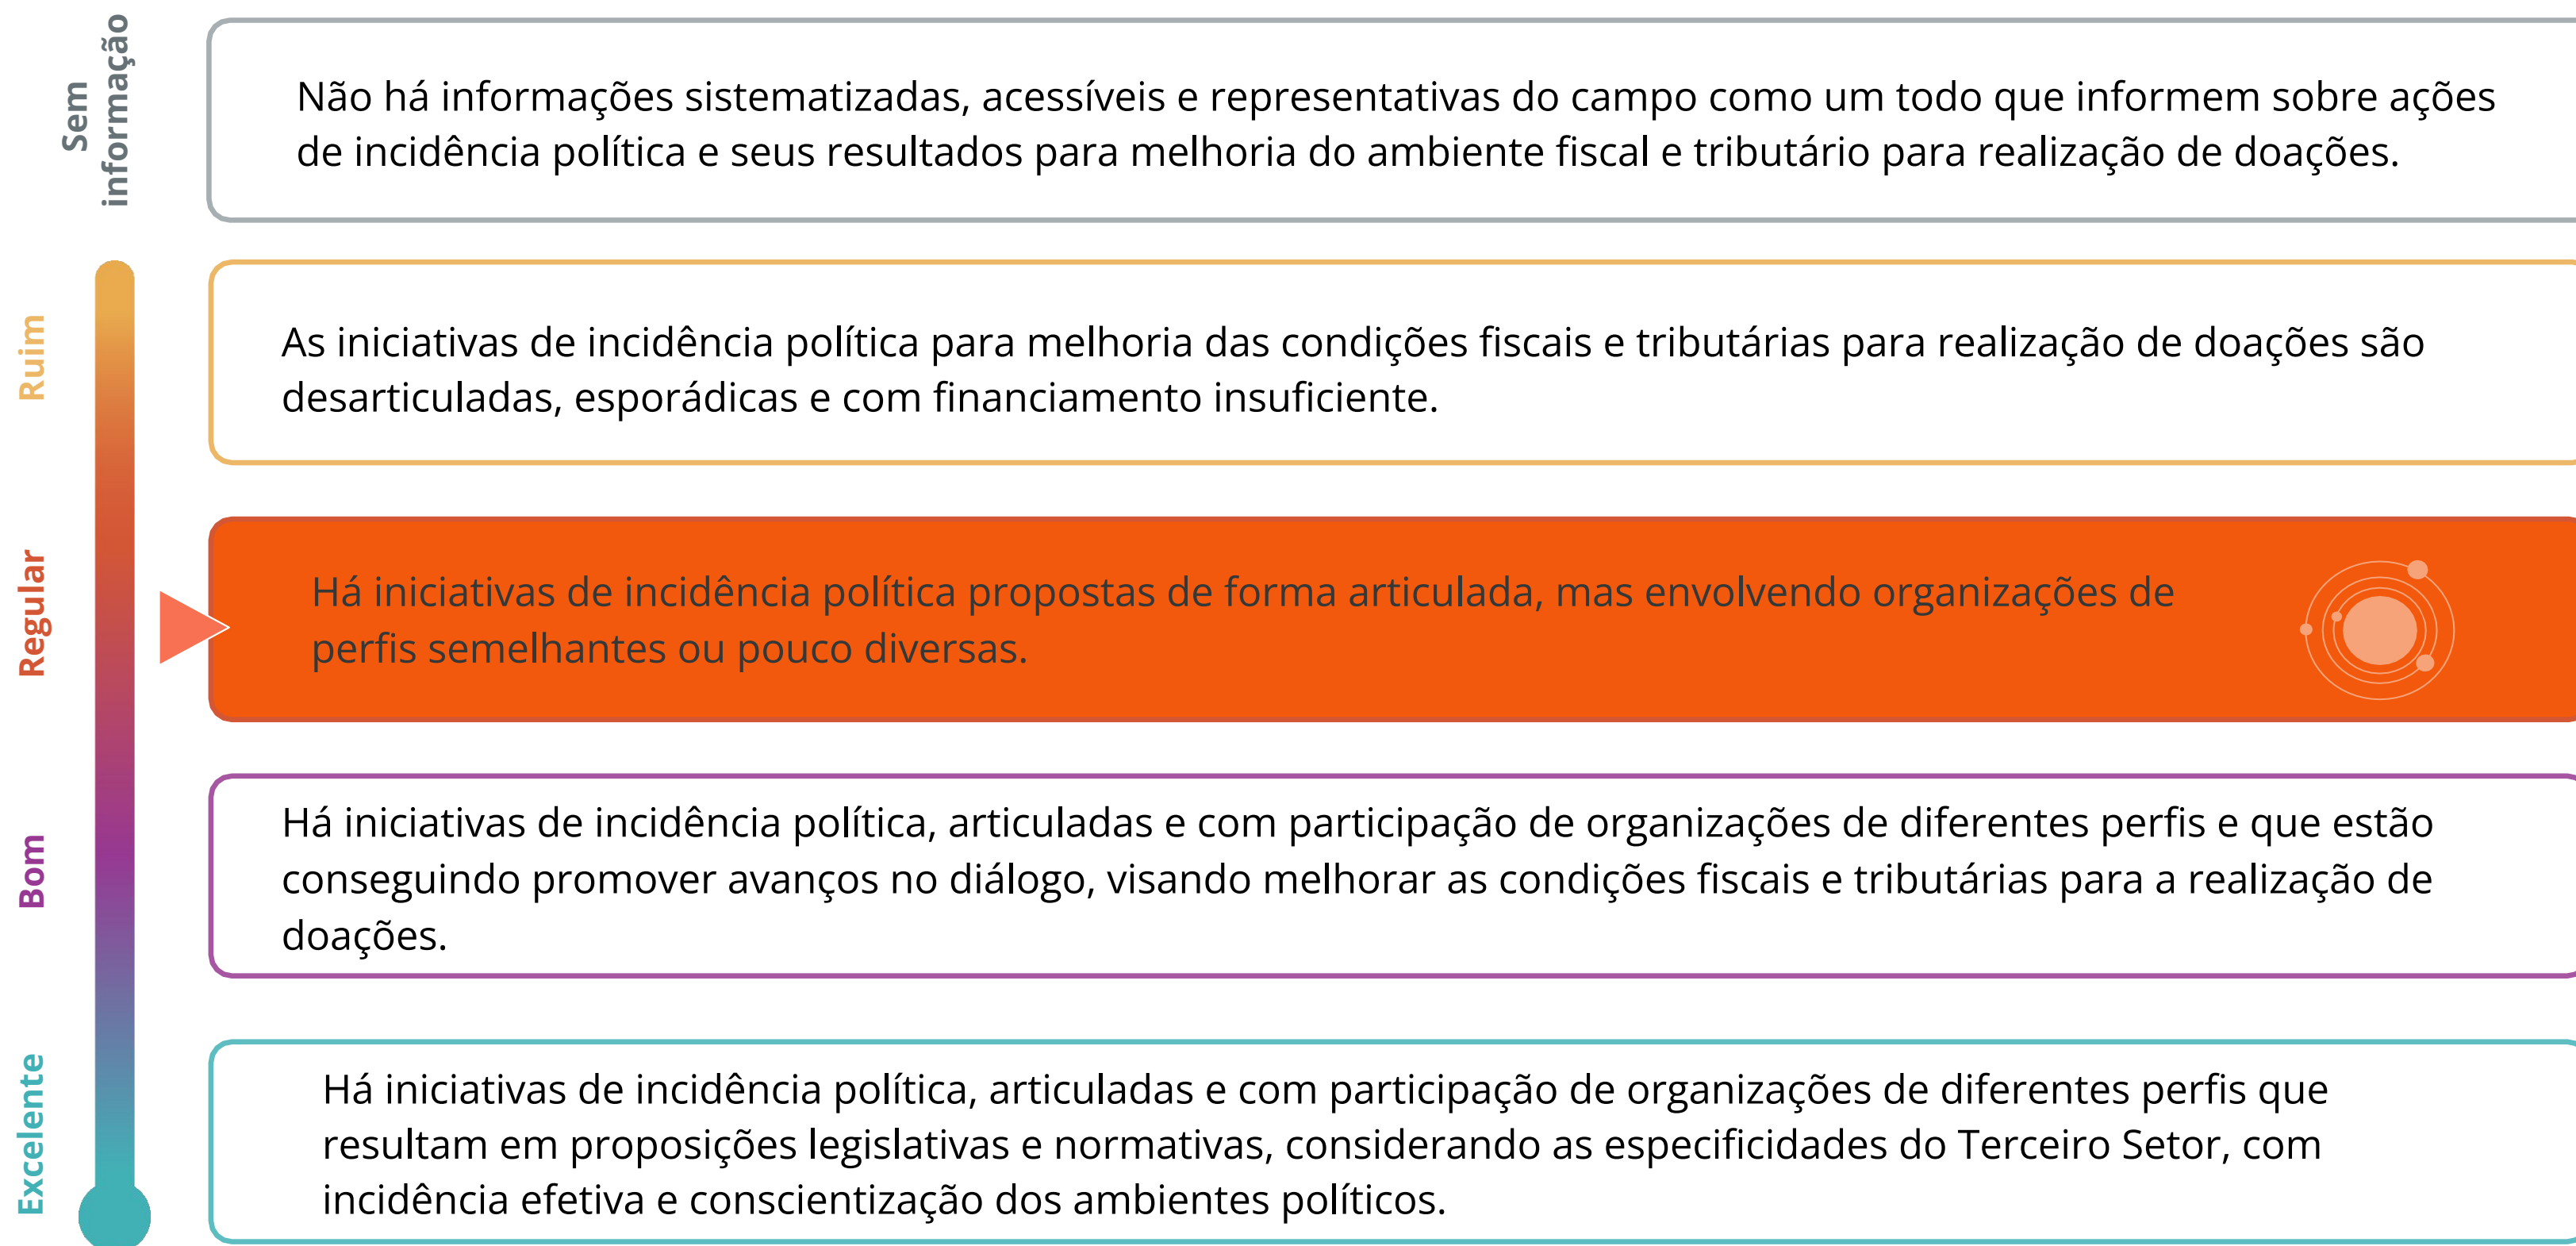 Sem
informação
Não há informações sistematizadas, acessíveis e representativas do campo como um todo que informem sobre ações
de incidência política e seus resultados para melhoria do ambiente fiscal e tributário para realização de doações.
Ruim
As iniciativas de incidência política para melhoria das condições fiscais e tributárias para realização de doações são
desarticuladas, esporádicas e com financiamento insuficiente.
Regular
Há iniciativas de incidência política propostas de forma articulada, mas envolvendo organizações de
perfis semelhantes ou pouco diversas.
Bom
Há iniciativas de incidência política, articuladas e com participação de organizações de diferentes perfis e que estão
conseguindo promover avanços no diálogo, visando melhorar as condições fiscais e tributárias para a realização de
doações.
Excelente
Há iniciativas de incidência política, articuladas e com participação de organizações de diferentes perfis que
resultam em proposições legislativas e normativas, considerando as especificidades do Terceiro Setor, com
incidência efetiva e conscientização dos ambientes políticos.